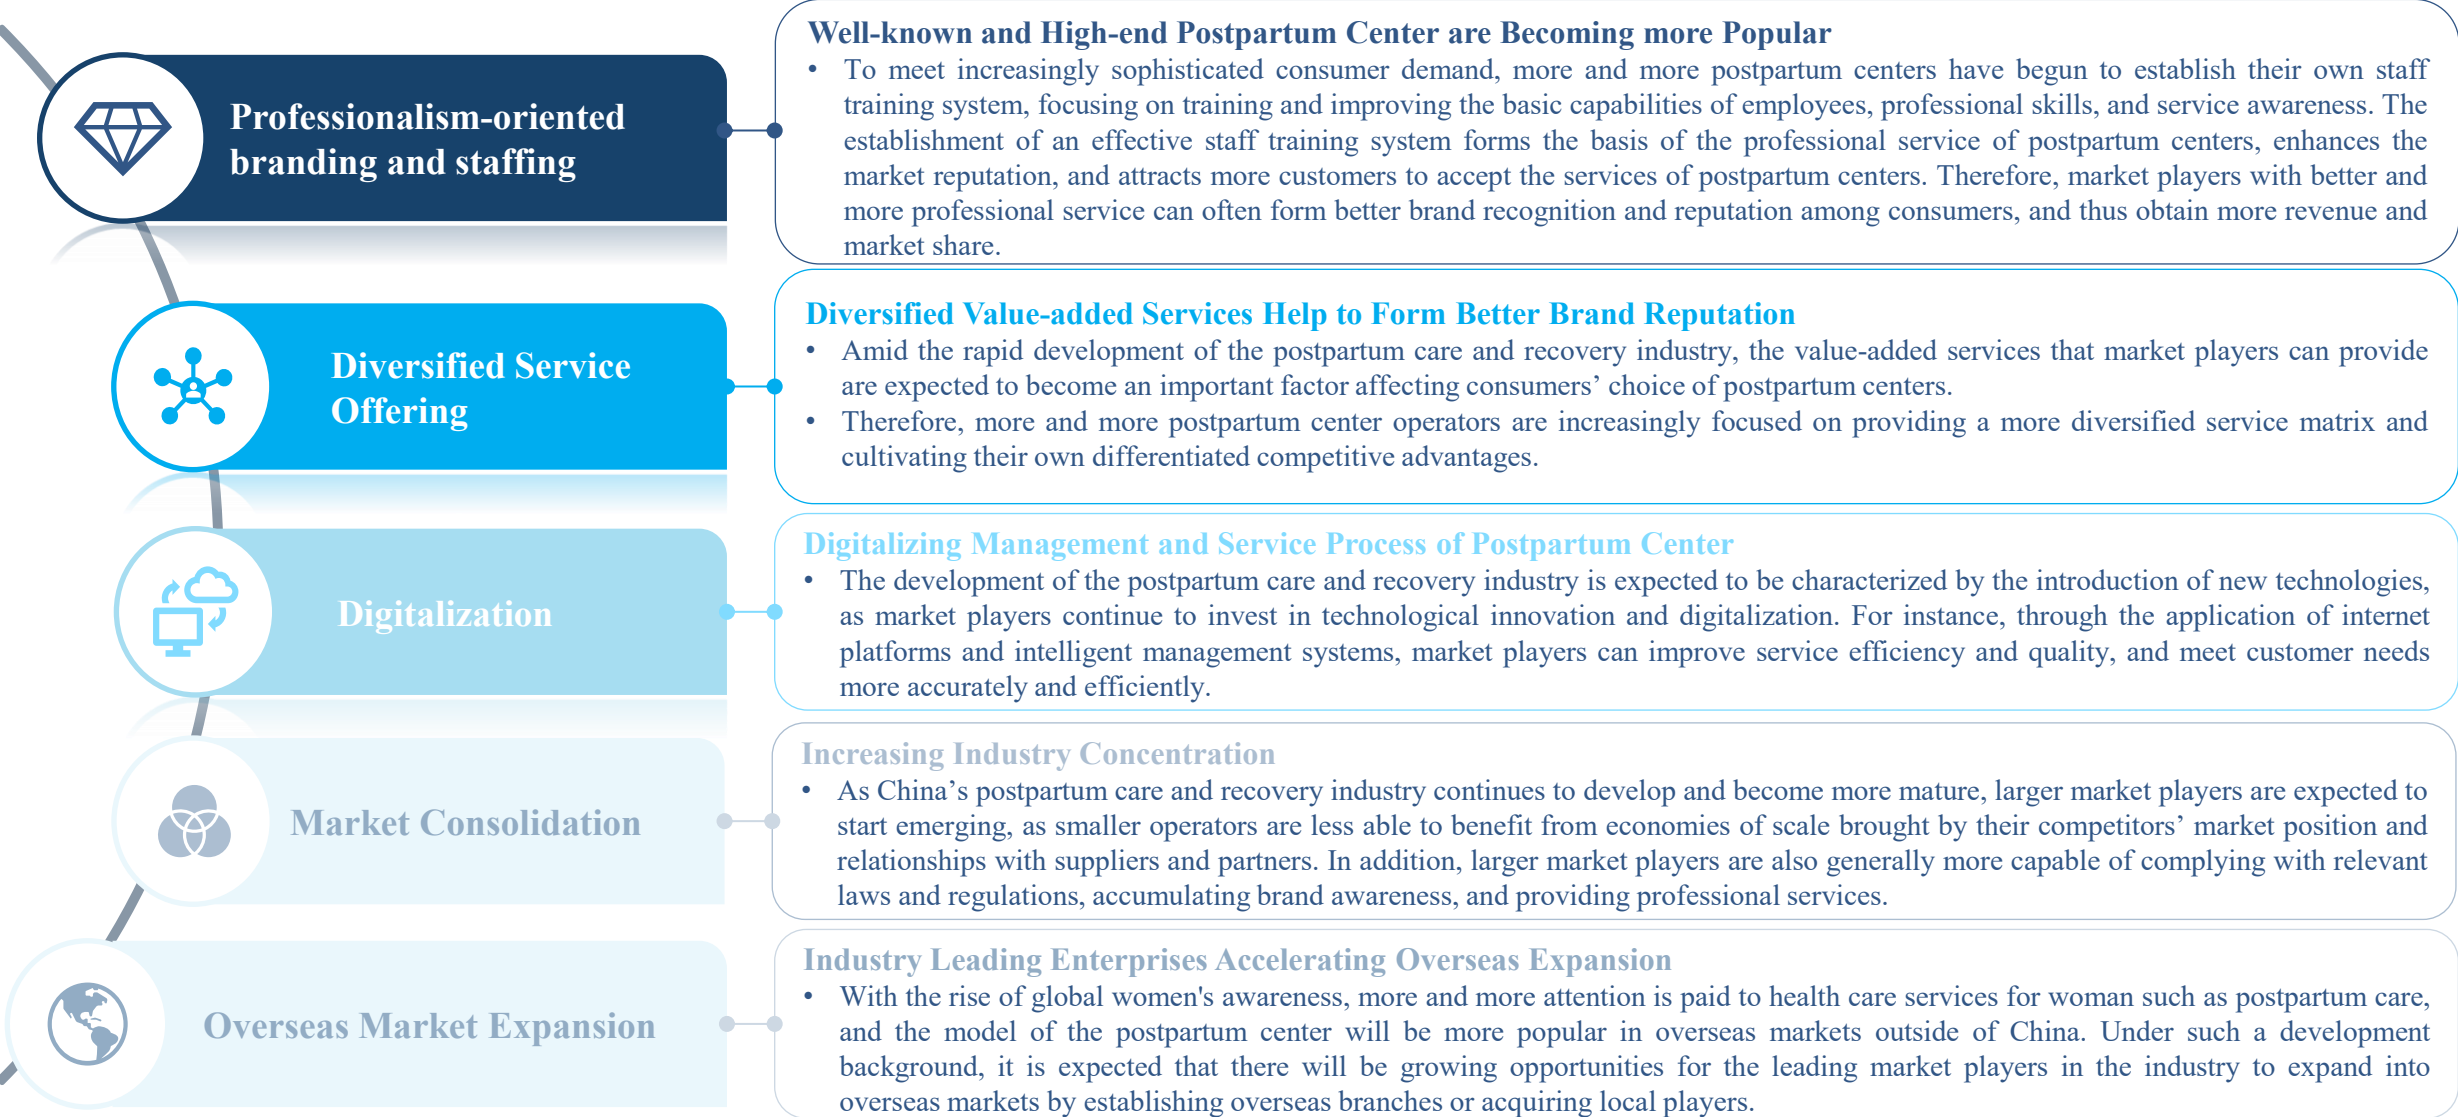 Professionalism-oriented
branding and staffing
Well-known and High-end Postpartum Center are Becoming more Popular
• To meet increasingly sophisticated consumer demand, more and more postpartum centers have begun to establish their own staff
training system, focusing on training and improving the basic capabilities of employees, professional skills, and service awareness. The
establishment of an effective staff training system forms the basis of the professional service of postpartum centers, enhances the
market reputation, and attracts more customers to accept the services of postpartum centers. Therefore, market players with better and
more professional service can often form better brand recognition and reputation among consumers, and thus obtain more revenue and
market share.
Diversified Service
Offering
Diversified Value-added Services Help to Form Better Brand Reputation
• Amid the rapid development of the postpartum care and recovery industry, the value-added services that market players can provide
are expected to become an important factor affecting consumers’ choice of postpartum centers.
• Therefore, more and more postpartum center operators are increasingly focused on providing a more diversified service matrix and
cultivating their own differentiated competitive advantages.
Digitalization
Digitalizing Management and Service Process of Postpartum Center
• The development of the postpartum care and recovery industry is expected to be characterized by the introduction of new technologies,
as market players continue to invest in technological innovation and digitalization. For instance, through the application of internet
platforms and intelligent management systems, market players can improve service efficiency and quality, and meet customer needs
more accurately and efficiently.
Market Consolidation
Increasing Industry Concentration
• As China’s postpartum care and recovery industry continues to develop and become more mature, larger market players are expected to
start emerging, as smaller operators are less able to benefit from economies of scale brought by their competitors’ market position and
relationships with suppliers and partners. In addition, larger market players are also generally more capable of complying with relevant
laws and regulations, accumulating brand awareness, and providing professional services.
Overseas Market Expansion
Industry Leading Enterprises Accelerating Overseas Expansion
• With the rise of global women's awareness, more and more attention is paid to health care services for woman such as postpartum care,
and the model of the postpartum center will be more popular in overseas markets outside of China. Under such a development
background, it is expected that there will be growing opportunities for the leading market players in the industry to expand into
overseas markets by establishing overseas branches or acquiring local players.